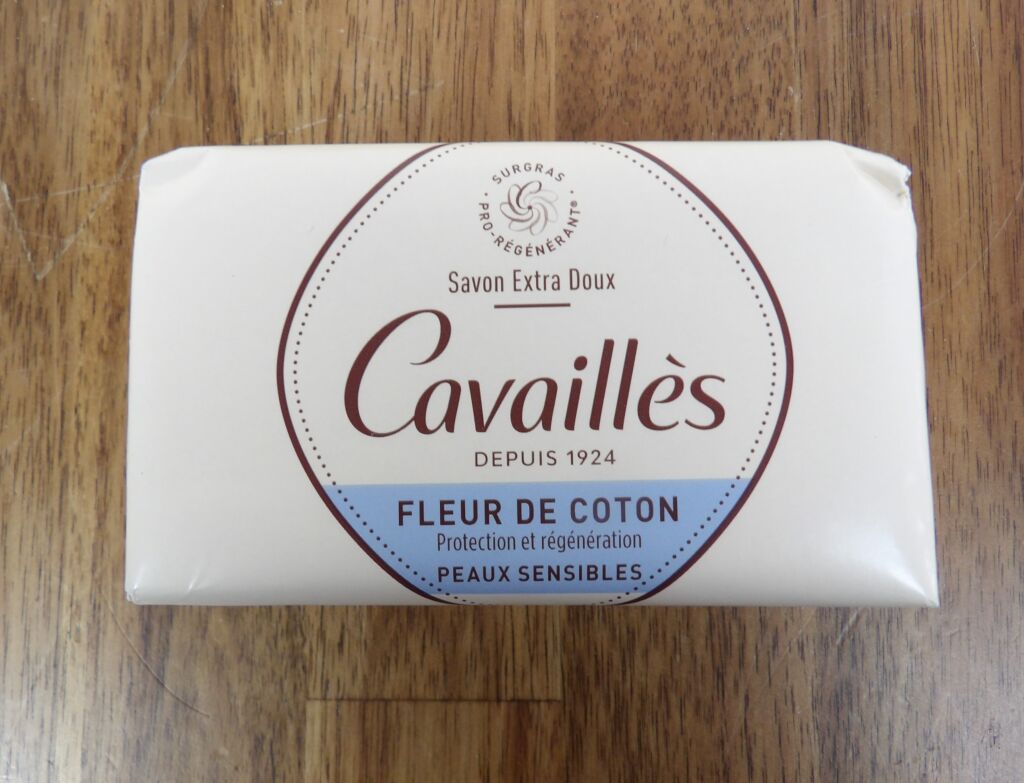 SURGRAS
PRO-RÉGÉNÉRANT®
Savon Extra Doux
Cavaillès
DEPUIS 1924
FLEUR DE COTON
Protection et régénération
PEAUX SENSIBLES